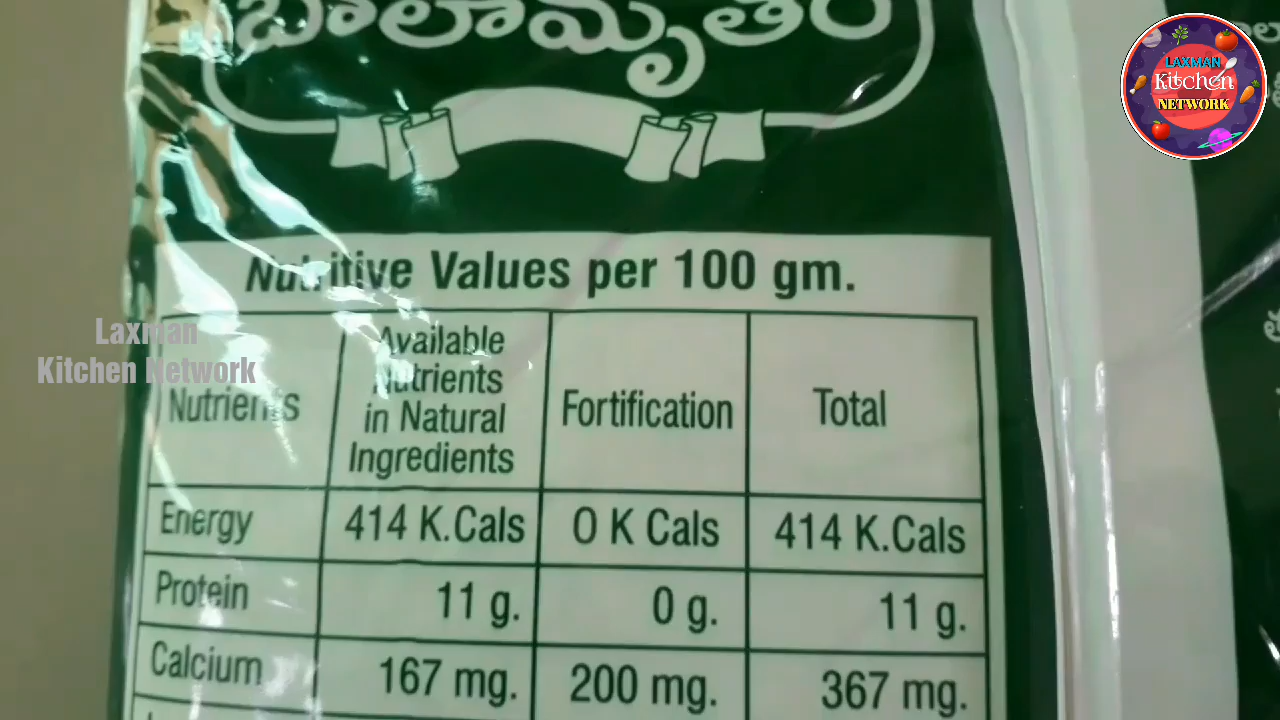 బాలామృతం
LAXMAN
Kitchen
NETWORK
Nutritive Values per 100 gm.
Laxman
Kitchen Network
Nutrients
Available
Nutrients
in Natural
Ingredients
Fortification
Total
Energy 414 K.Cals 0 K Cals 414 K.Cals
Protein 11 g. 0 g. 11 g.
Calcium 167 mg. 200 mg. 367 mg.